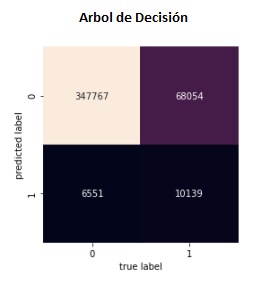 Arbol de Decisión
predicted label
0
347767 68054
1
6551 10139
0 1
true label